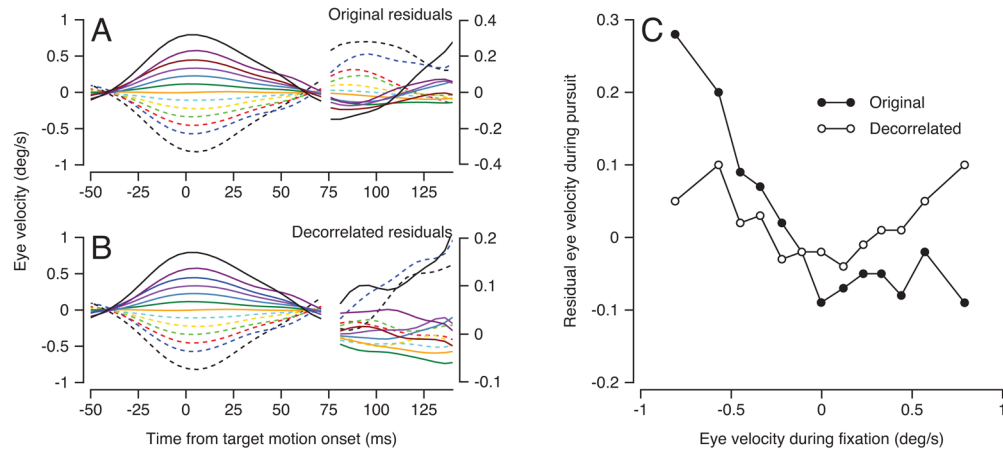 A
Original residuals
1
0.5
0
-0.5
-1
0.4
0.2
0
-0.2
-0.4
-50 -25 0 25 50 75 100 125
B
Decorrelated residuals
1
0.5
0
-0.5
-1
0.2
0.1
0
-0.1
-50 -25 0 25 50 75 100 125
Eye velocity (deg/s)
Time from target motion onset (ms)
C
0.3
0.2
0.1
0
-0.1
-0.2
Residual eye velocity during pursuit
Original
Decorrelated
-1 -0.5 0 0.5 1
Eye velocity during fixation (deg/s)